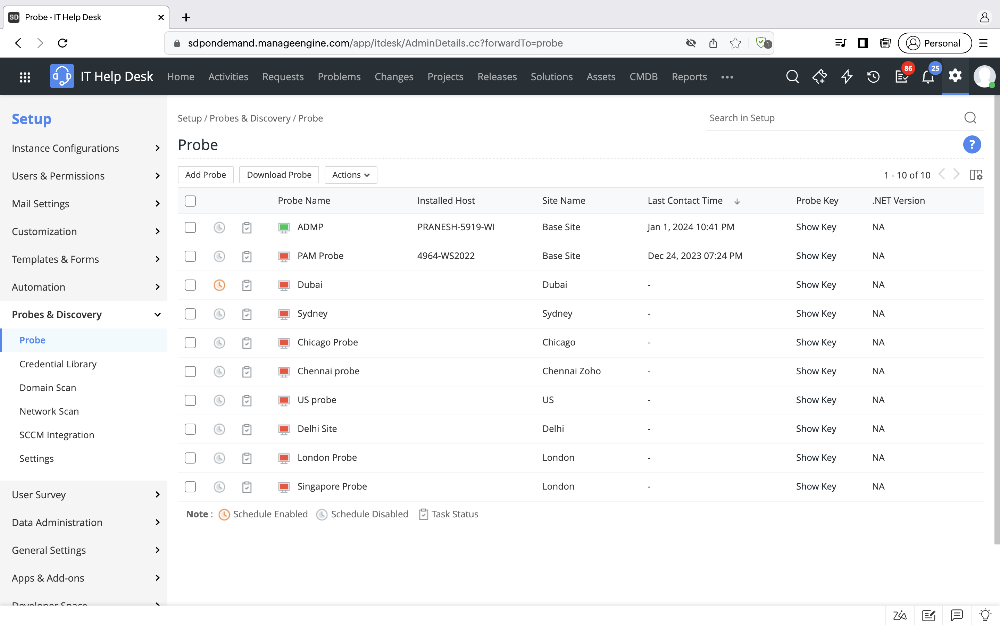 SD Probe - IT Help Desk
sdpondemand.manageengine.com/app/itdesk/AdminDetails.cc?forwardTo=probe
1
Personal
IT Help Desk Home Activities Requests Problems Changes Projects Releases Solutions Assets CMDB Reports
86
25
Setup
Instance Configurations
Users & Permissions
Mail Settings
Customization
Templates & Forms
Automation
Probes & Discovery
Probe
Credential Library
Domain Scan
Network Scan
SCCM Integration
Settings
User Survey
Data Administration
General Settings
Apps & Add-ons
Developer Space
Setup / Probes & Discovery / Probe
Search in Setup
Probe
?
Add Probe Download Probe Actions
1 - 10 of 10
Probe Name Installed Host Site Name Last Contact Time Probe Key .NET Version
ADMP PRANESH-5919-WI Base Site Jan 1, 2024 10:41 PM Show Key NA
PAM Probe 4964-WS2022 Base Site Dec 24, 2023 07:24 PM Show Key NA
Dubai Dubai - Show Key NA
Sydney Sydney - Show Key NA
Chicago Probe Chicago - Show Key NA
Chennai probe Chennai Zoho - Show Key NA
US probe US - Show Key NA
Delhi Site Delhi - Show Key NA
London Probe London - Show Key NA
Singapore Probe London - Show Key NA
Note : Schedule Enabled Schedule Disabled Task Status